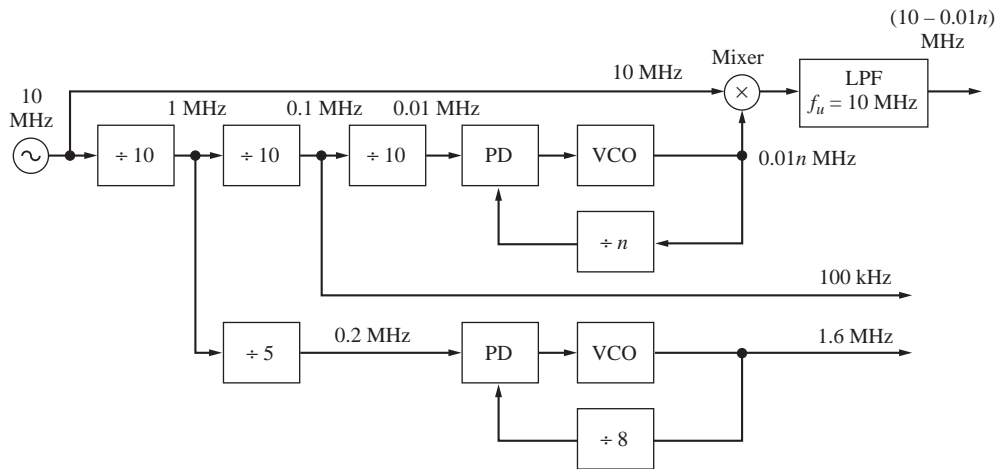 (10 – 0.01n)
MHz
Mixer
10 MHz
LPF
f_u = 10 MHz
×
10
MHz
1 MHz
0.1 MHz
0.01 MHz
÷ 10
÷ 10
÷ 10
PD
VCO
0.01n MHz
÷ n
100 kHz
÷ 5
0.2 MHz
PD
VCO
1.6 MHz
÷ 8